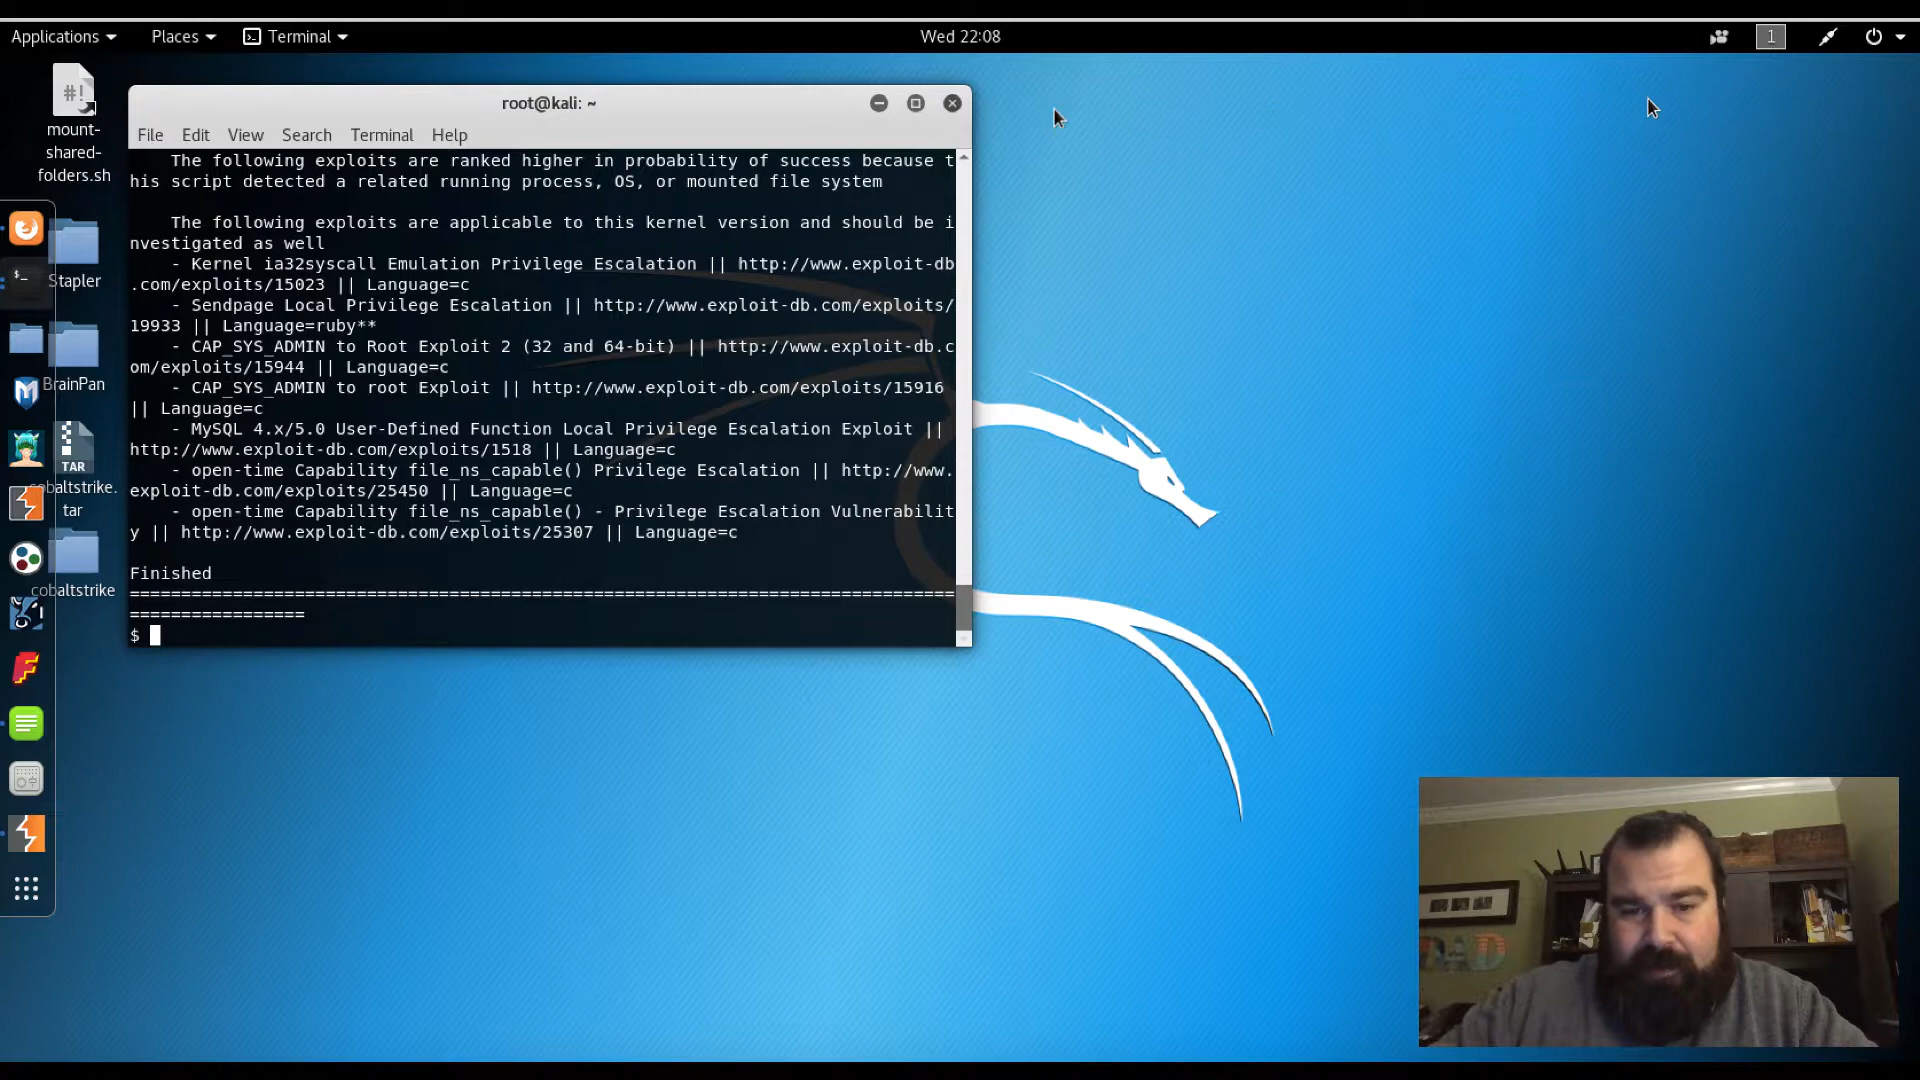 Applications Places Terminal Wed 22:08 1
#!
mount-
shared-
folders.sh
Stapler
BrainPan
TAR
cobaltstrike.
tar
cobaltstrike
root@kali: ~
File Edit View Search Terminal Help
The following exploits are ranked higher in probability of success because t
his script detected a related running process, OS, or mounted file system
The following exploits are applicable to this kernel version and should be i
nvestigated as well
- Kernel ia32syscall Emulation Privilege Escalation || http://www.exploit-db
.com/exploits/15023 || Language=c
- Sendpage Local Privilege Escalation || http://www.exploit-db.com/exploits/
19933 || Language=ruby**
- CAP_SYS_ADMIN to Root Exploit 2 (32 and 64-bit) || http://www.exploit-db.c
om/exploits/15944 || Language=c
- CAP_SYS_ADMIN to root Exploit || http://www.exploit-db.com/exploits/15916
|| Language=c
- MySQL 4.x/5.0 User-Defined Function Local Privilege Escalation Exploit ||
http://www.exploit-db.com/exploits/1518 || Language=c
- open-time Capability file_ns_capable() Privilege Escalation || http://www.
exploit-db.com/exploits/25450 || Language=c
- open-time Capability file_ns_capable() - Privilege Escalation Vulnerabilit
y || http://www.exploit-db.com/exploits/25307 || Language=c
Finished
================================================================================
=================
$
DAD